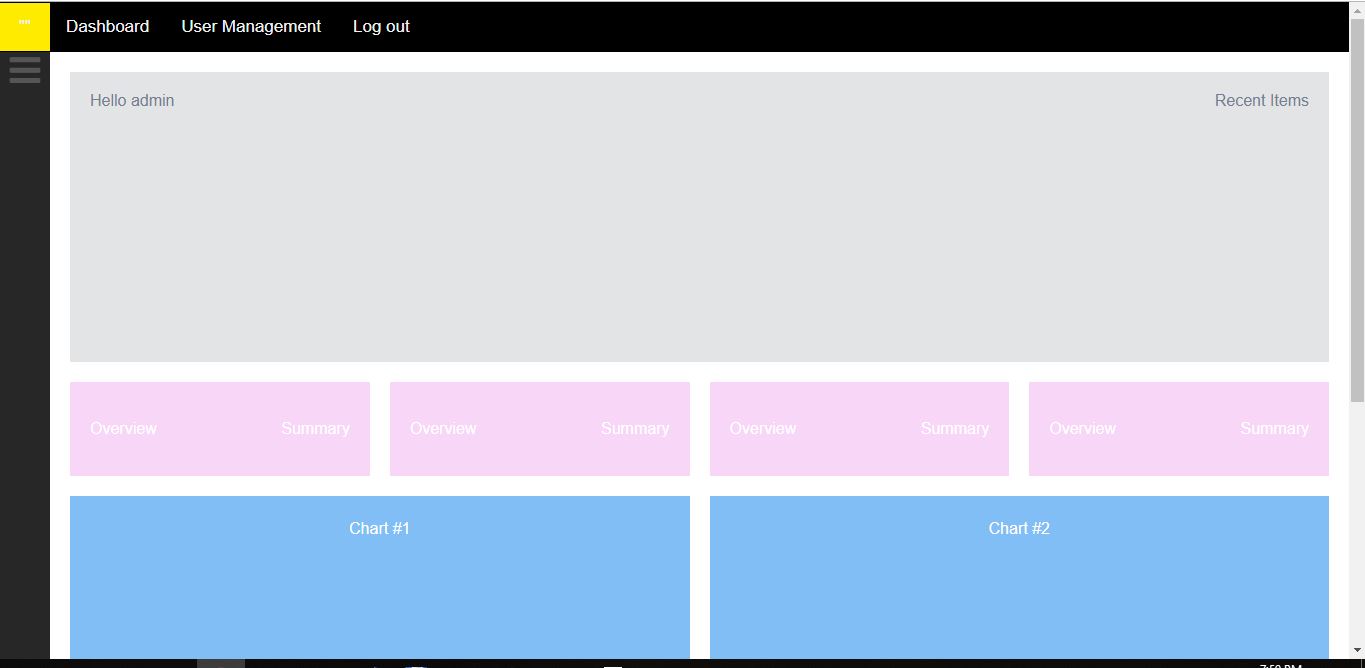 "" Dashboard User Management Log out
Hello admin Recent Items
Overview Summary Overview Summary Overview Summary Overview Summary
Chart #1 Chart #2